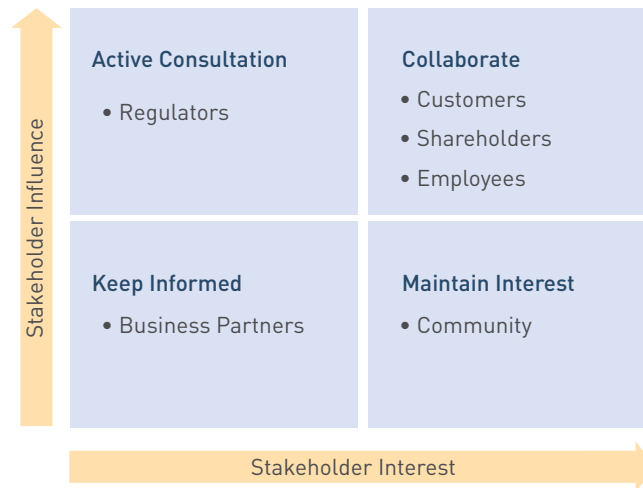 Stakeholder Influence
Active Consultation
• Regulators
Collaborate
• Customers
• Shareholders
• Employees
Keep Informed
• Business Partners
Maintain Interest
• Community
Stakeholder Interest